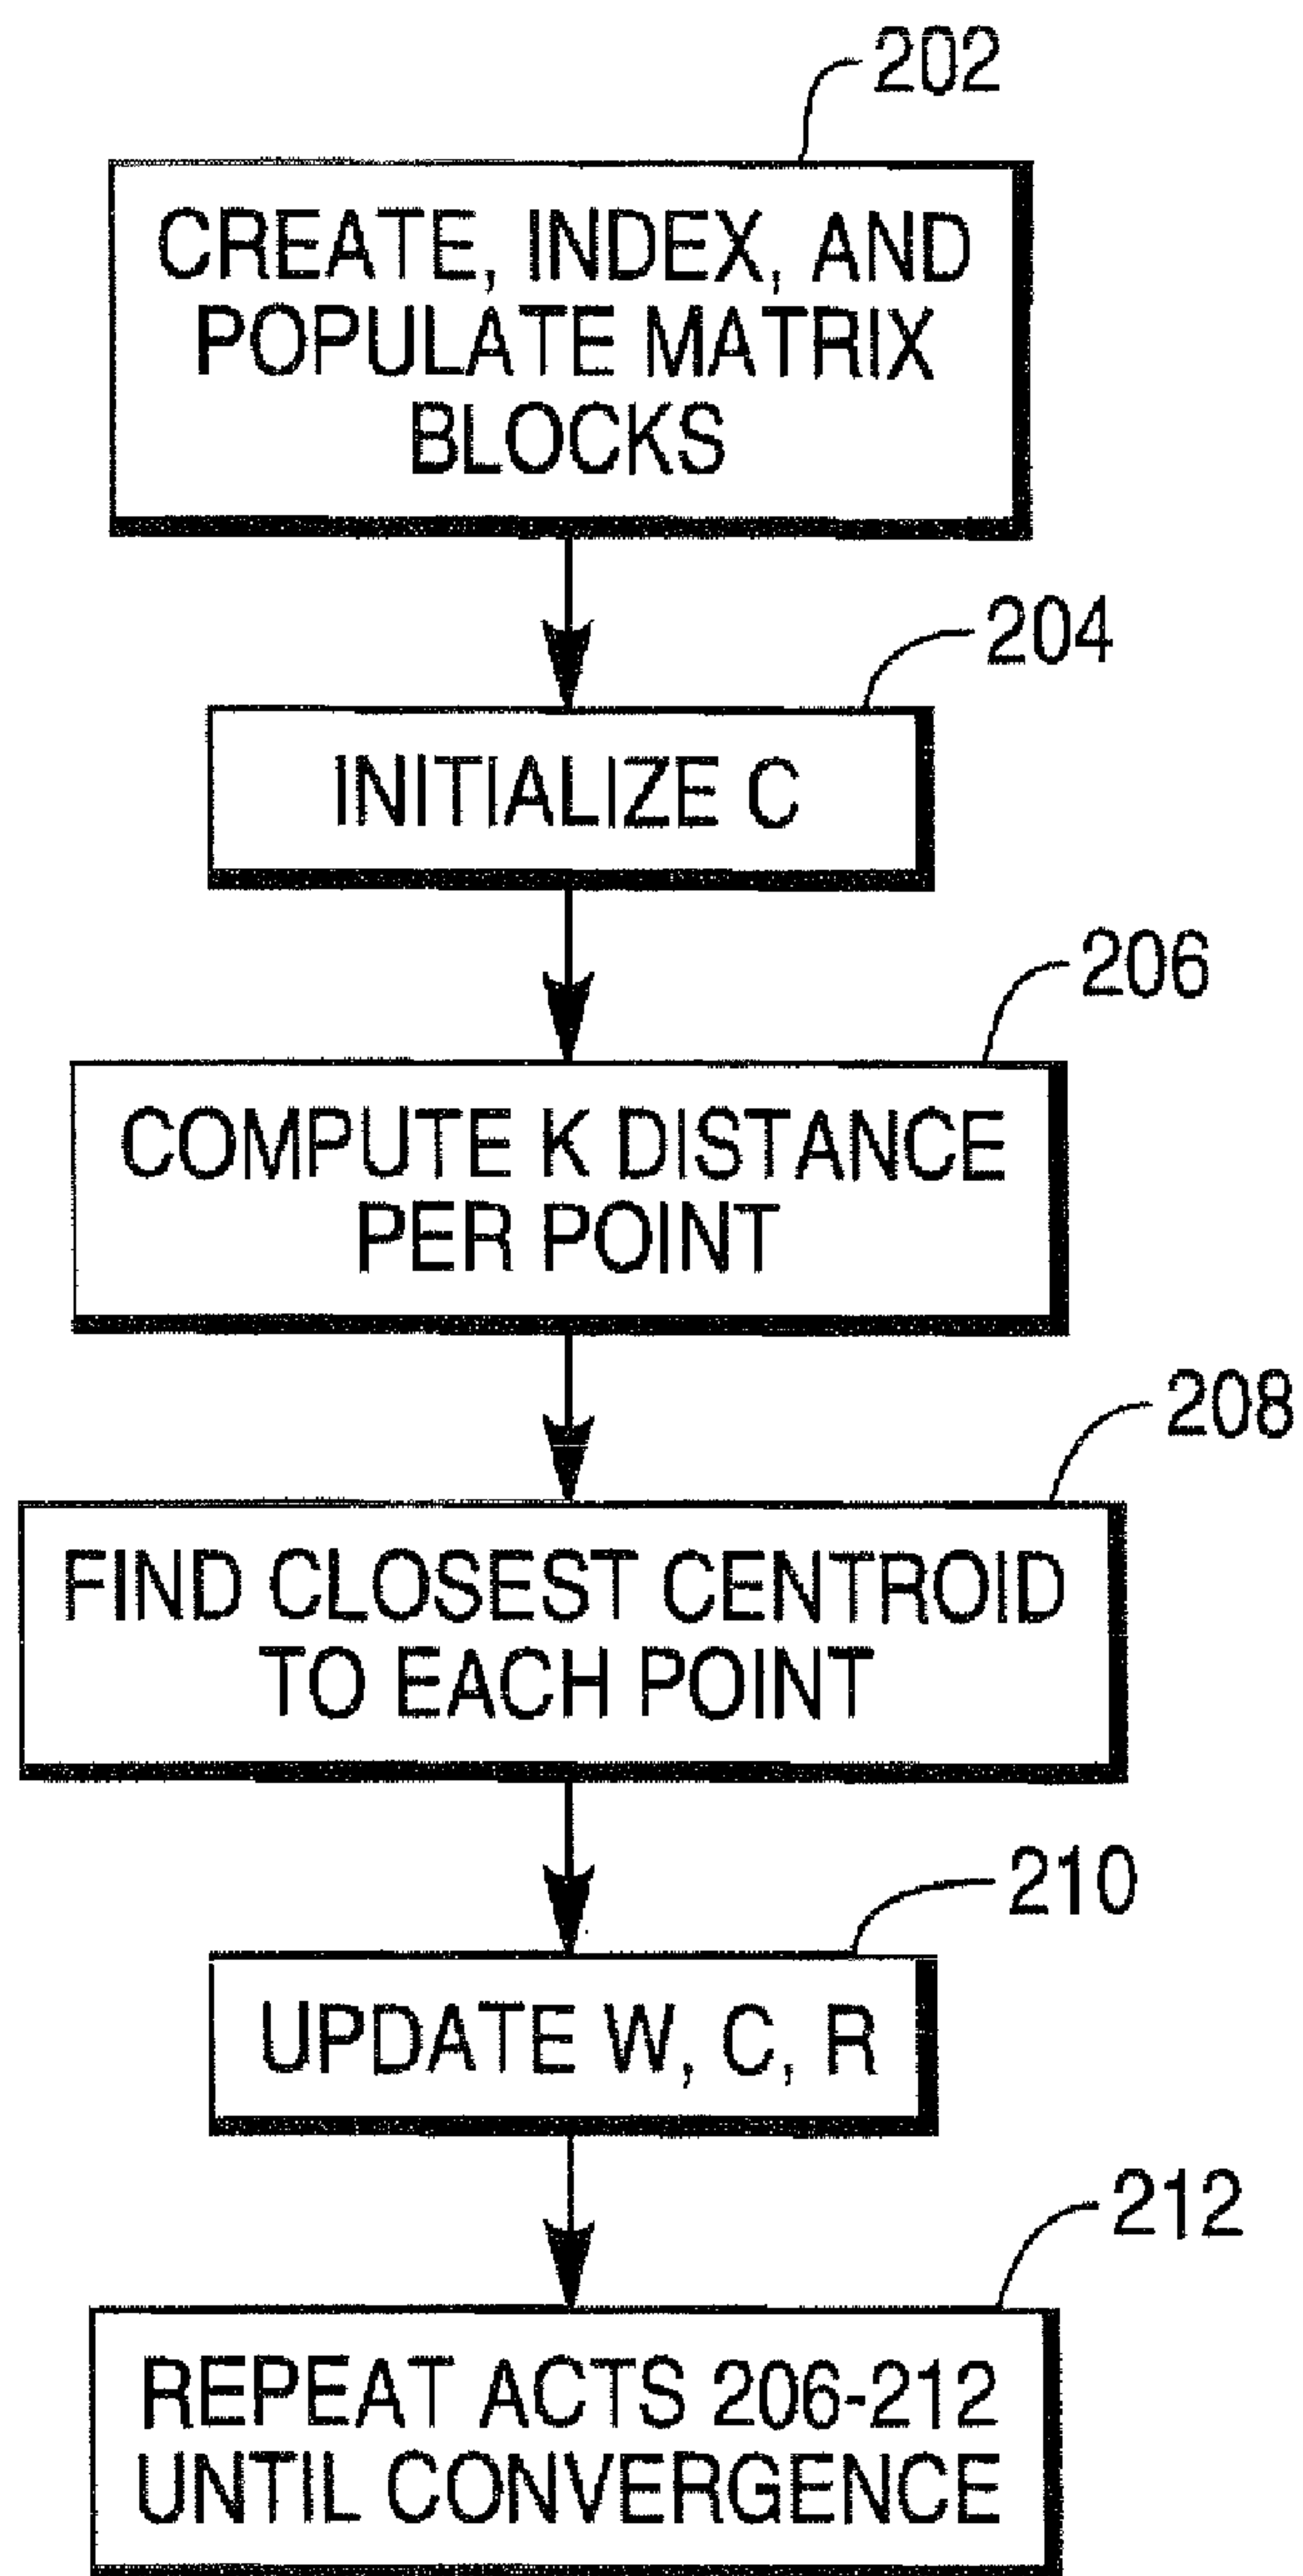 202
CREATE, INDEX, AND
POPULATE MATRIX
BLOCKS
204
INITIALIZE C
206
COMPUTE K DISTANCE
PER POINT
208
FIND CLOSEST CENTROID
TO EACH POINT
210
UPDATE W, C, R
212
REPEAT ACTS 206-212
UNTIL CONVERGENCE